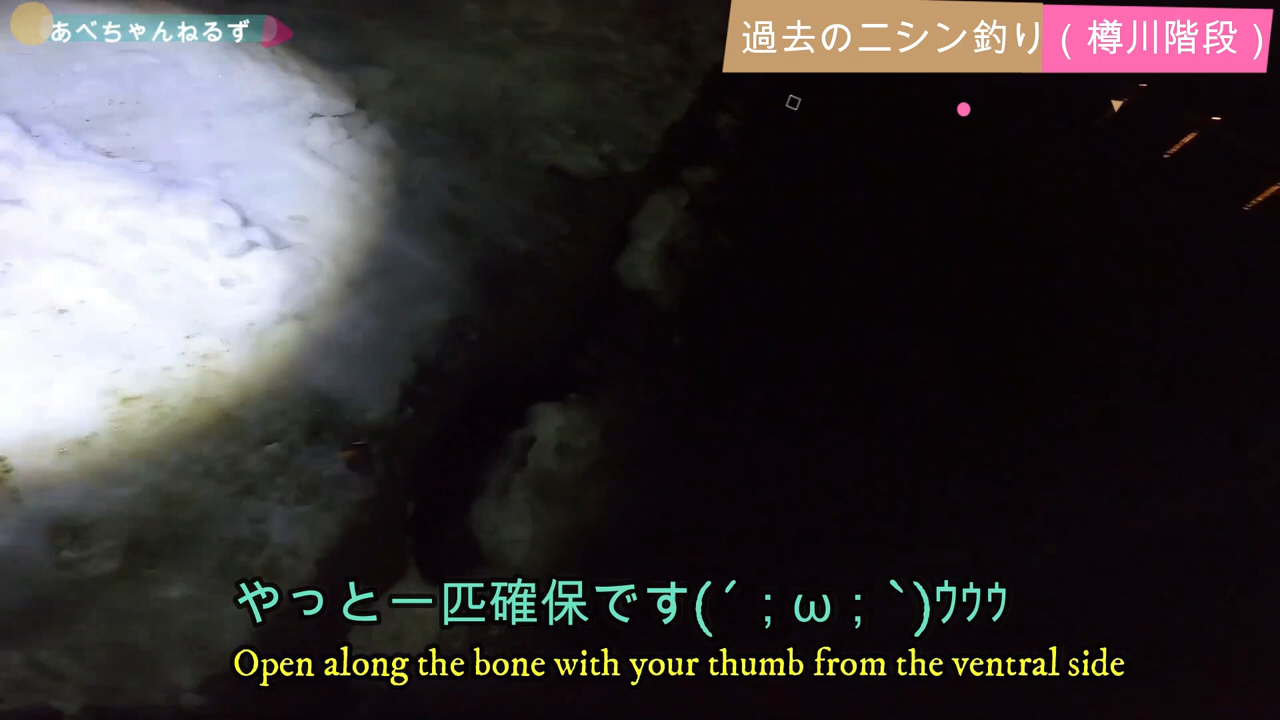 あべちゃんねるず
過去のニシン釣り（樽川階段）
やっと一匹確保です(´；ω；`)ｳｩｩ
Open along the bone with your thumb from the ventral side